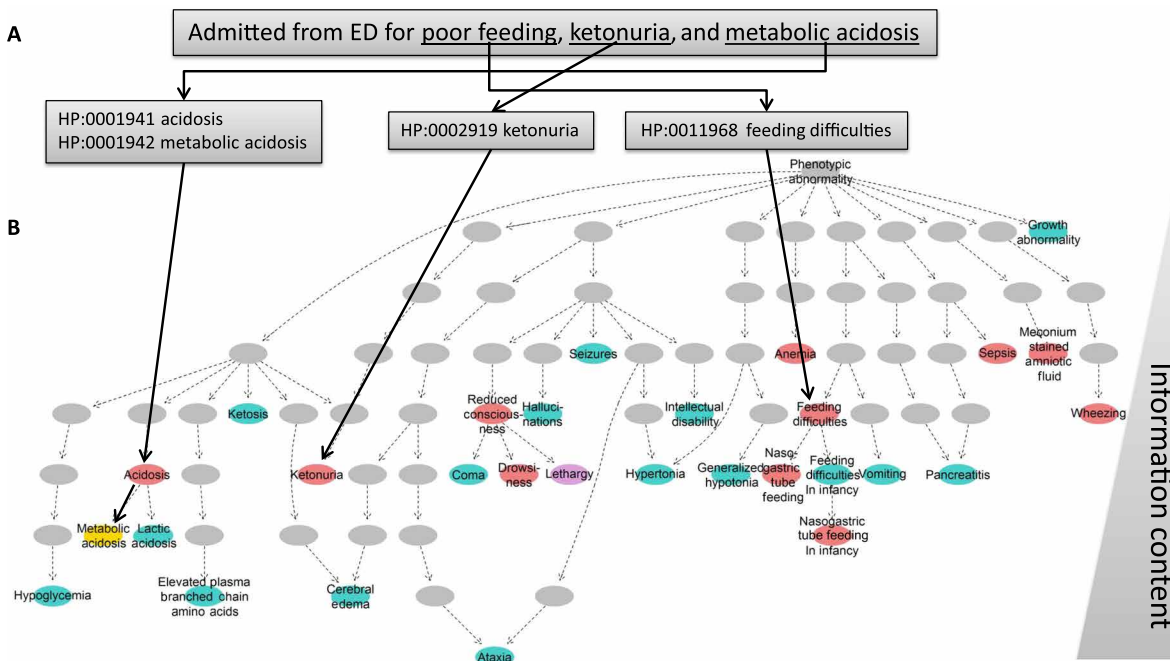 A
Admitted from ED for poor feeding, ketonuria, and metabolic acidosis
HP:0001941 acidosis
HP:0001942 metabolic acidosis
HP:0002919 ketonuria
HP:0011968 feeding difficulties
B
Phenotypic
abnormality
Growth
abnormality
Seizures
Anemia
Sepsis
Meconium
stained
amniotic
fluid
Ketosis
Reduced
conscious-
ness
Halluci-
nations
Intellectual
disability
Feeding
difficulties
Wheezing
Acidosis
Ketonuria
Coma
Drowsi-
ness
Lethargy
Hypertonia
Generalized
hypotonia
Naso-
gastric
tube
feeding
Feeding
difficulties
In infancy
Vomiting
Pancreatitis
Metabolic
acidosis
Lactic
acidosis
Nasogastric
tube feeding
In infancy
Hypoglycemia
Elevated plasma
branched chain
amino acids
Cerebral
edema
Ataxia
Information content